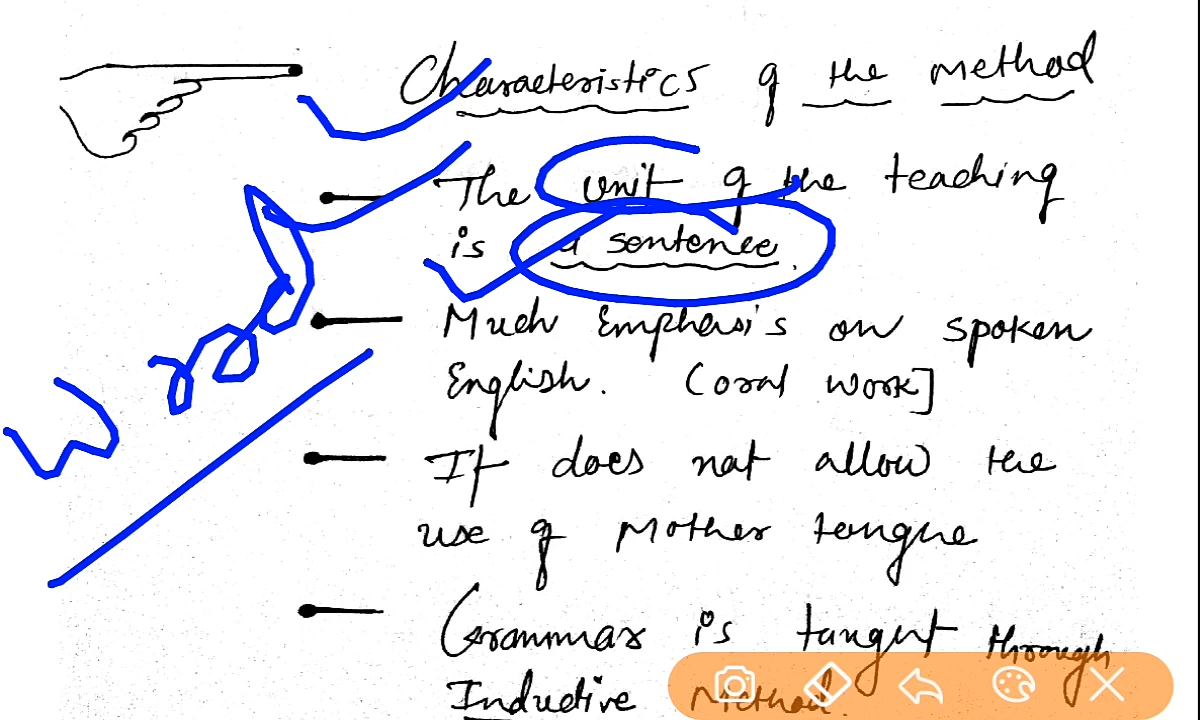 Characteristics of the method
The unit of the teaching
is a sentence.
Much Emphasis on spoken
English. (oral work]
It does not allow the
use of Mother tongue
Grammar is taught through
Inductive Method.
word